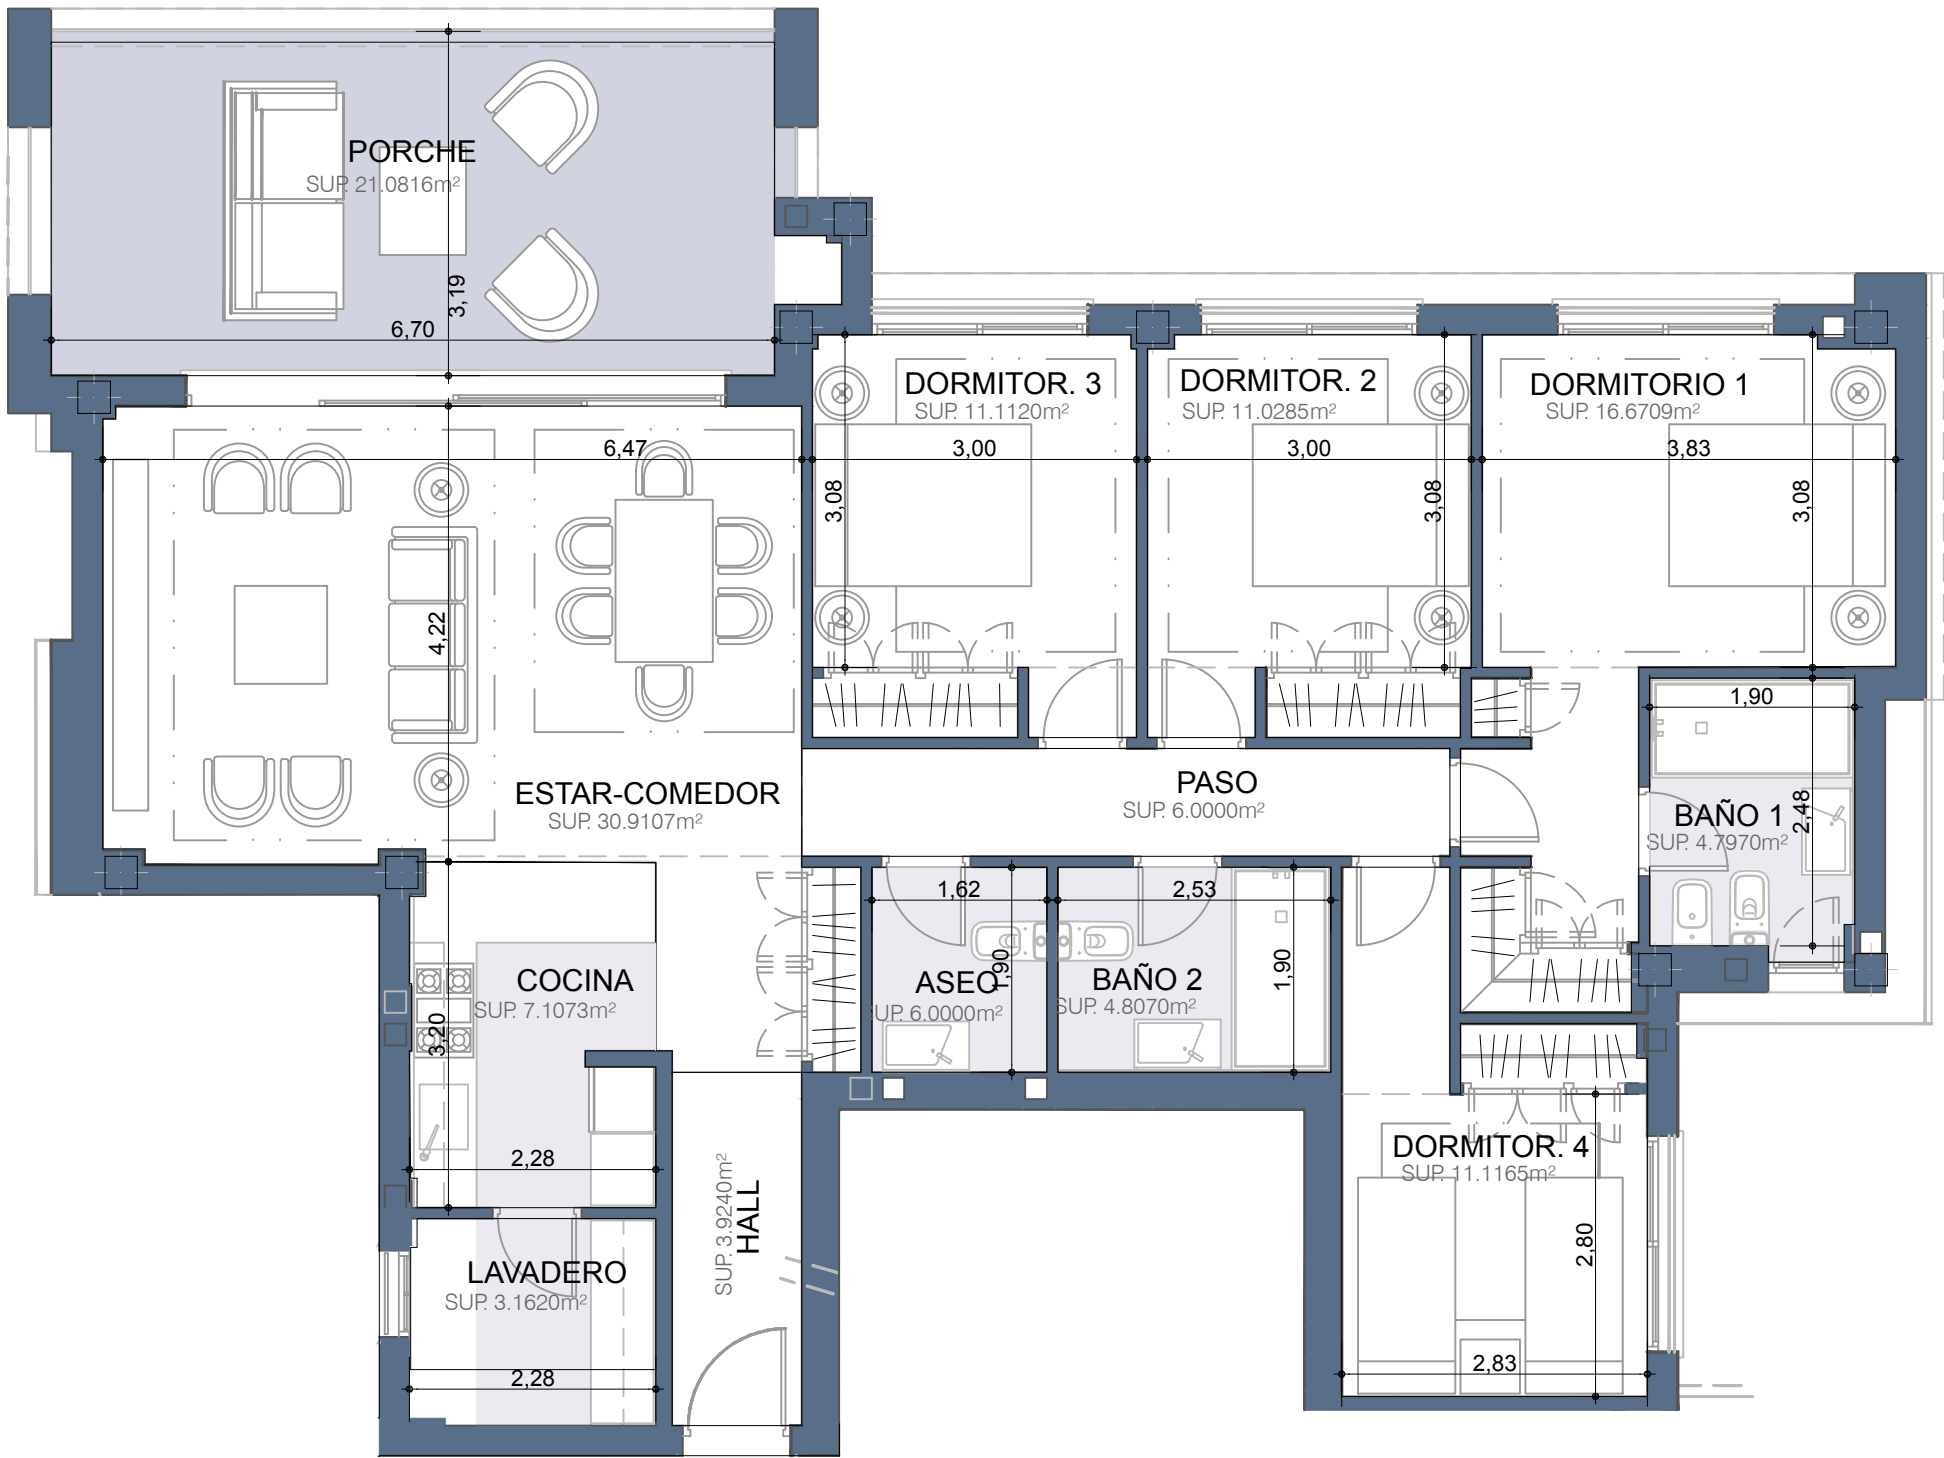 PORCHE
SUP. 21.0816m²
3,19
6,70
DORMITOR. 3
SUP. 11.1120m²
DORMITOR. 2
SUP. 11.0285m²
DORMITORIO 1
SUP. 16.6709m²
6,47
3,00
3,00
3,83
3,08
3,08
3,08
4,22
1,90
ESTAR-COMEDOR
SUP. 30.9107m²
PASO
SUP. 6.0000m²
BAÑO 1
SUP. 4.7970m²
2,48
1,62
2,53
COCINA
SUP. 7.1073m²
3,20
ASEO
UP. 6.0000m²
1,90
BAÑO 2
SUP. 4.8070m²
1,90
2,28
HALL
SUP. 3.9240m²
DORMITOR. 4
SUP. 11.1165m²
2,80
LAVADERO
SUP. 3.1620m²
2,28
2,83